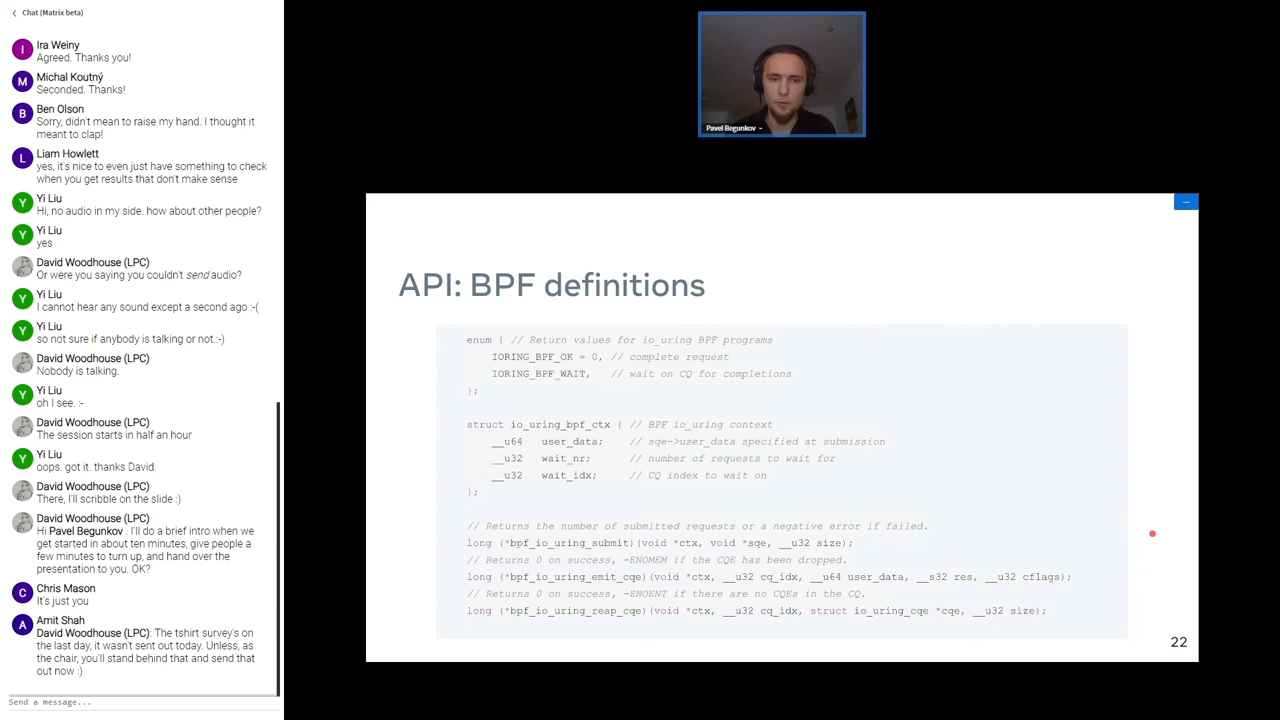 Chat (Matrix beta)
I
Ira Weiny
Agreed. Thank you!
M
Michal Koutný
Seconded. Thanks!
B
Ben Olson
Sorry, didn't mean to raise my hand. I thought it
meant to clap!
L
Liam Howlett
yes, it's nice to even just have something to check
when you get results that don't make sense
Y
Yi Liu
Hi, no audio in my side. how about other people?
Y
Yi Liu
yes
David Woodhouse (LPC)
Or were you saying you couldn't send audio?
Y
Yi Liu
I cannot hear any sound except a second ago :-(
Y
Yi Liu
so not sure if anybody is talking or not.:-)
David Woodhouse (LPC)
Nobody is talking.
Y
Yi Liu
oh I see. :-
David Woodhouse (LPC)
The session starts in half an hour
Y
Yi Liu
oops. got it. thanks David.
David Woodhouse (LPC)
There, I'll scribble on the slide :)
David Woodhouse (LPC)
Hi Pavel Begunkov . I'll do a brief intro when we
get started in about ten minutes, give people a
few minutes to turn up, and hand over the
presentation to you. OK?
C
Chris Mason
It's just you
A
Amit Shah
David Woodhouse (LPC): The tshirt survey's on
the last day, it wasn't sent out today. Unless, as
the chair, you'll stand behind that and send that
out now :)
Send a message...
Pavel Begunkov
API: BPF definitions
enum { // Return values for io_uring BPF programs
IORING_BPF_OK = 0, // complete request
IORING_BPF_WAIT, // wait on CQ for completions
};
struct io_uring_bpf_ctx { // BPF io_uring context
__u64 user_data; // sqe->user_data specified at submission
__u32 wait_nr; // number of requests to wait for
__u32 wait_idx; // CQ index to wait on
};
// Returns the number of submitted requests or a negative error if failed.
long (*bpf_io_uring_submit)(void *ctx, void *sqe, __u32 size);
// Returns 0 on success, -ENOMEM if the CQE has been dropped.
long (*bpf_io_uring_emit_cqe)(void *ctx, __u32 cq_idx, __u64 user_data, __s32 res, __u32 cflags);
// Returns 0 on success, -ENOENT if there are no CQEs in the CQ.
long (*bpf_io_uring_reap_cqe)(void *ctx, __u32 cq_idx, struct io_uring_cqe *cqe, __u32 size);
22